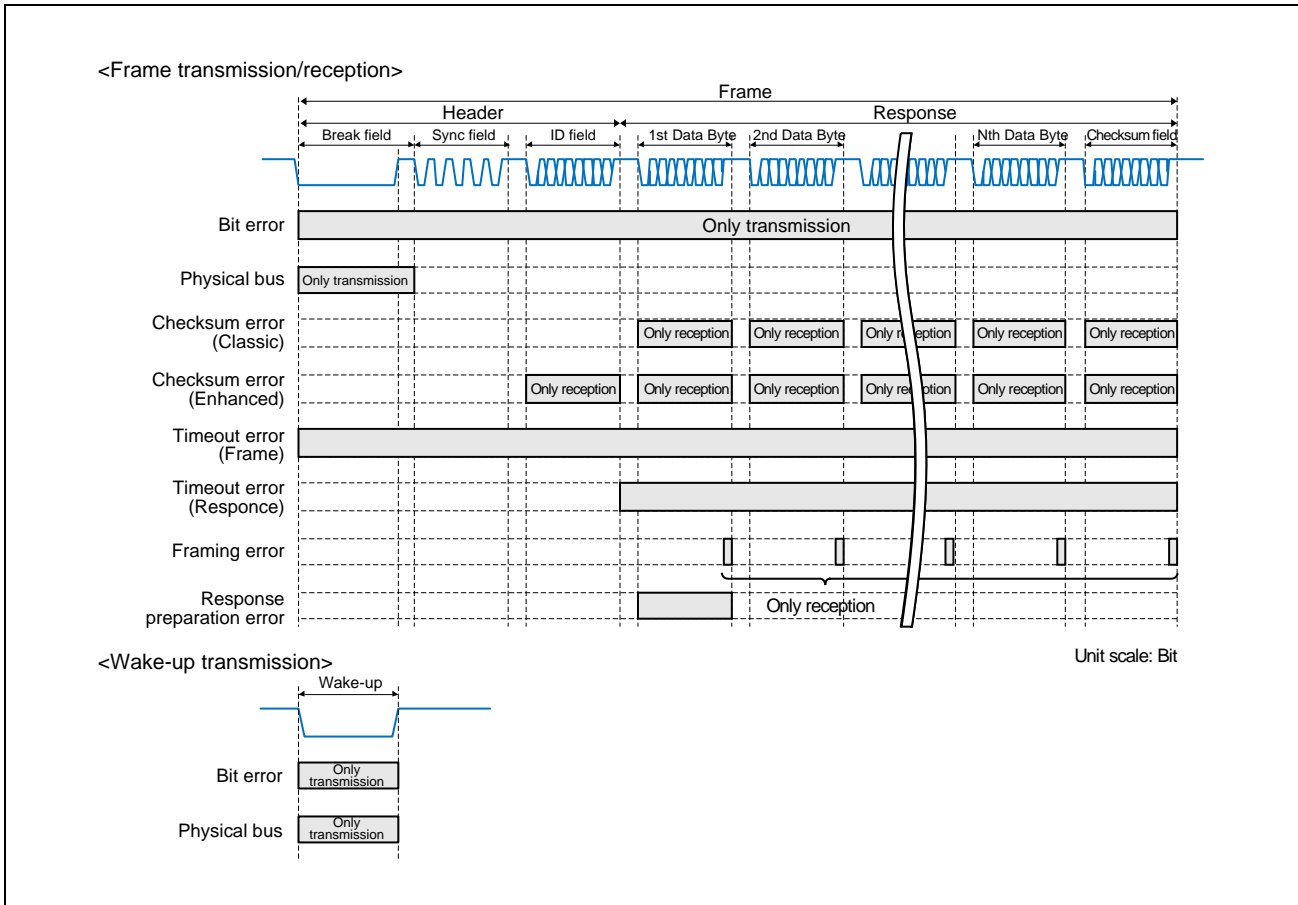 <Frame transmission/reception>
Frame
Header Response
Break field Sync field ID field 1st Data Byte 2nd Data Byte Nth Data Byte Checksum field
Bit error Only transmission
Physical bus Only transmission
Checksum error
(Classic)
Only reception Only reception Only reception Only reception Only reception
Checksum error
(Enhanced)
Only reception Only reception Only reception Only reception Only reception Only reception
Timeout error
(Frame)
Timeout error
(Responce)
Framing error
Only reception
Response
preparation error
Unit scale: Bit
<Wake-up transmission>
Wake-up
Bit error
Only
transmission
Physical bus
Only
transmission